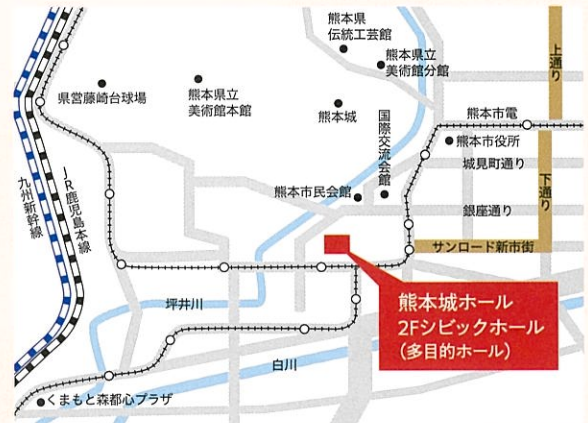 熊本県
伝統工芸館
熊本県立
美術館分館
上通り
県営藤崎台球場
熊本県立
美術館本館
熊本城
国際交流会館
熊本市電
熊本市役所
城見町通り
下通り
熊本市民会館
銀座通り
九州新幹線
JR鹿児島本線
サンロード新市街
坪井川
熊本城ホール
2Fシビックホール
(多目的ホール)
白川
くまもと森都心プラザ